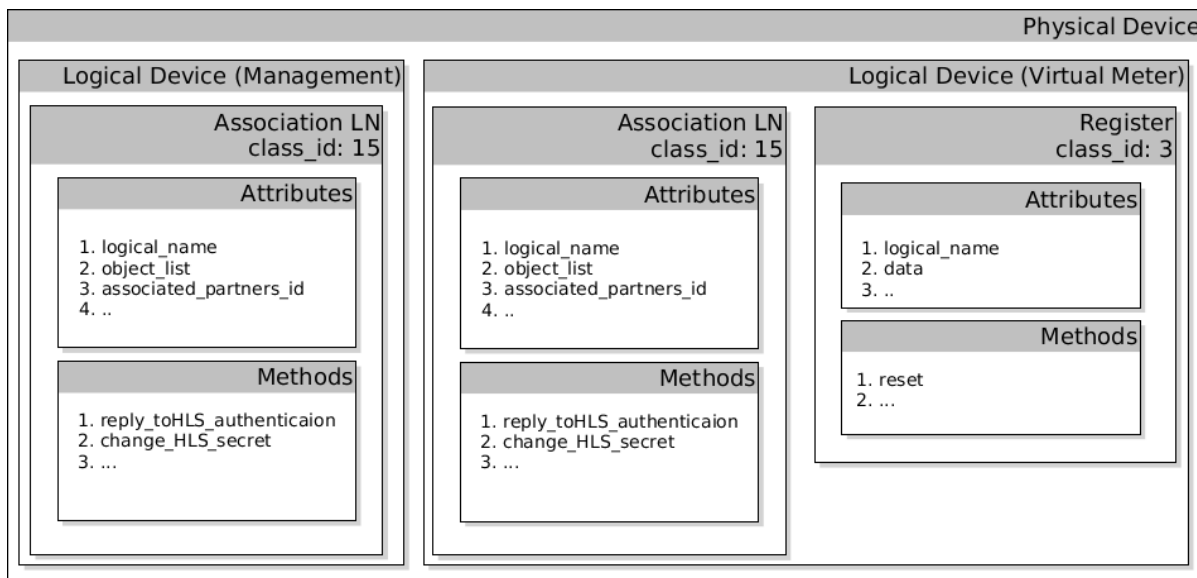 Physical Device
Logical Device (Management)
Association LN
class_id: 15
Attributes
1. logical_name
2. object_list
3. associated_partners_id
4. ..
Methods
1. reply_toHLS_authenticaion
2. change_HLS_secret
3. ...
Logical Device (Virtual Meter)
Association LN
class_id: 15
Attributes
1. logical_name
2. object_list
3. associated_partners_id
4. ..
Methods
1. reply_toHLS_authenticaion
2. change_HLS_secret
3. ...
Register
class_id: 3
Attributes
1. logical_name
2. data
3. ..
Methods
1. reset
2. ...